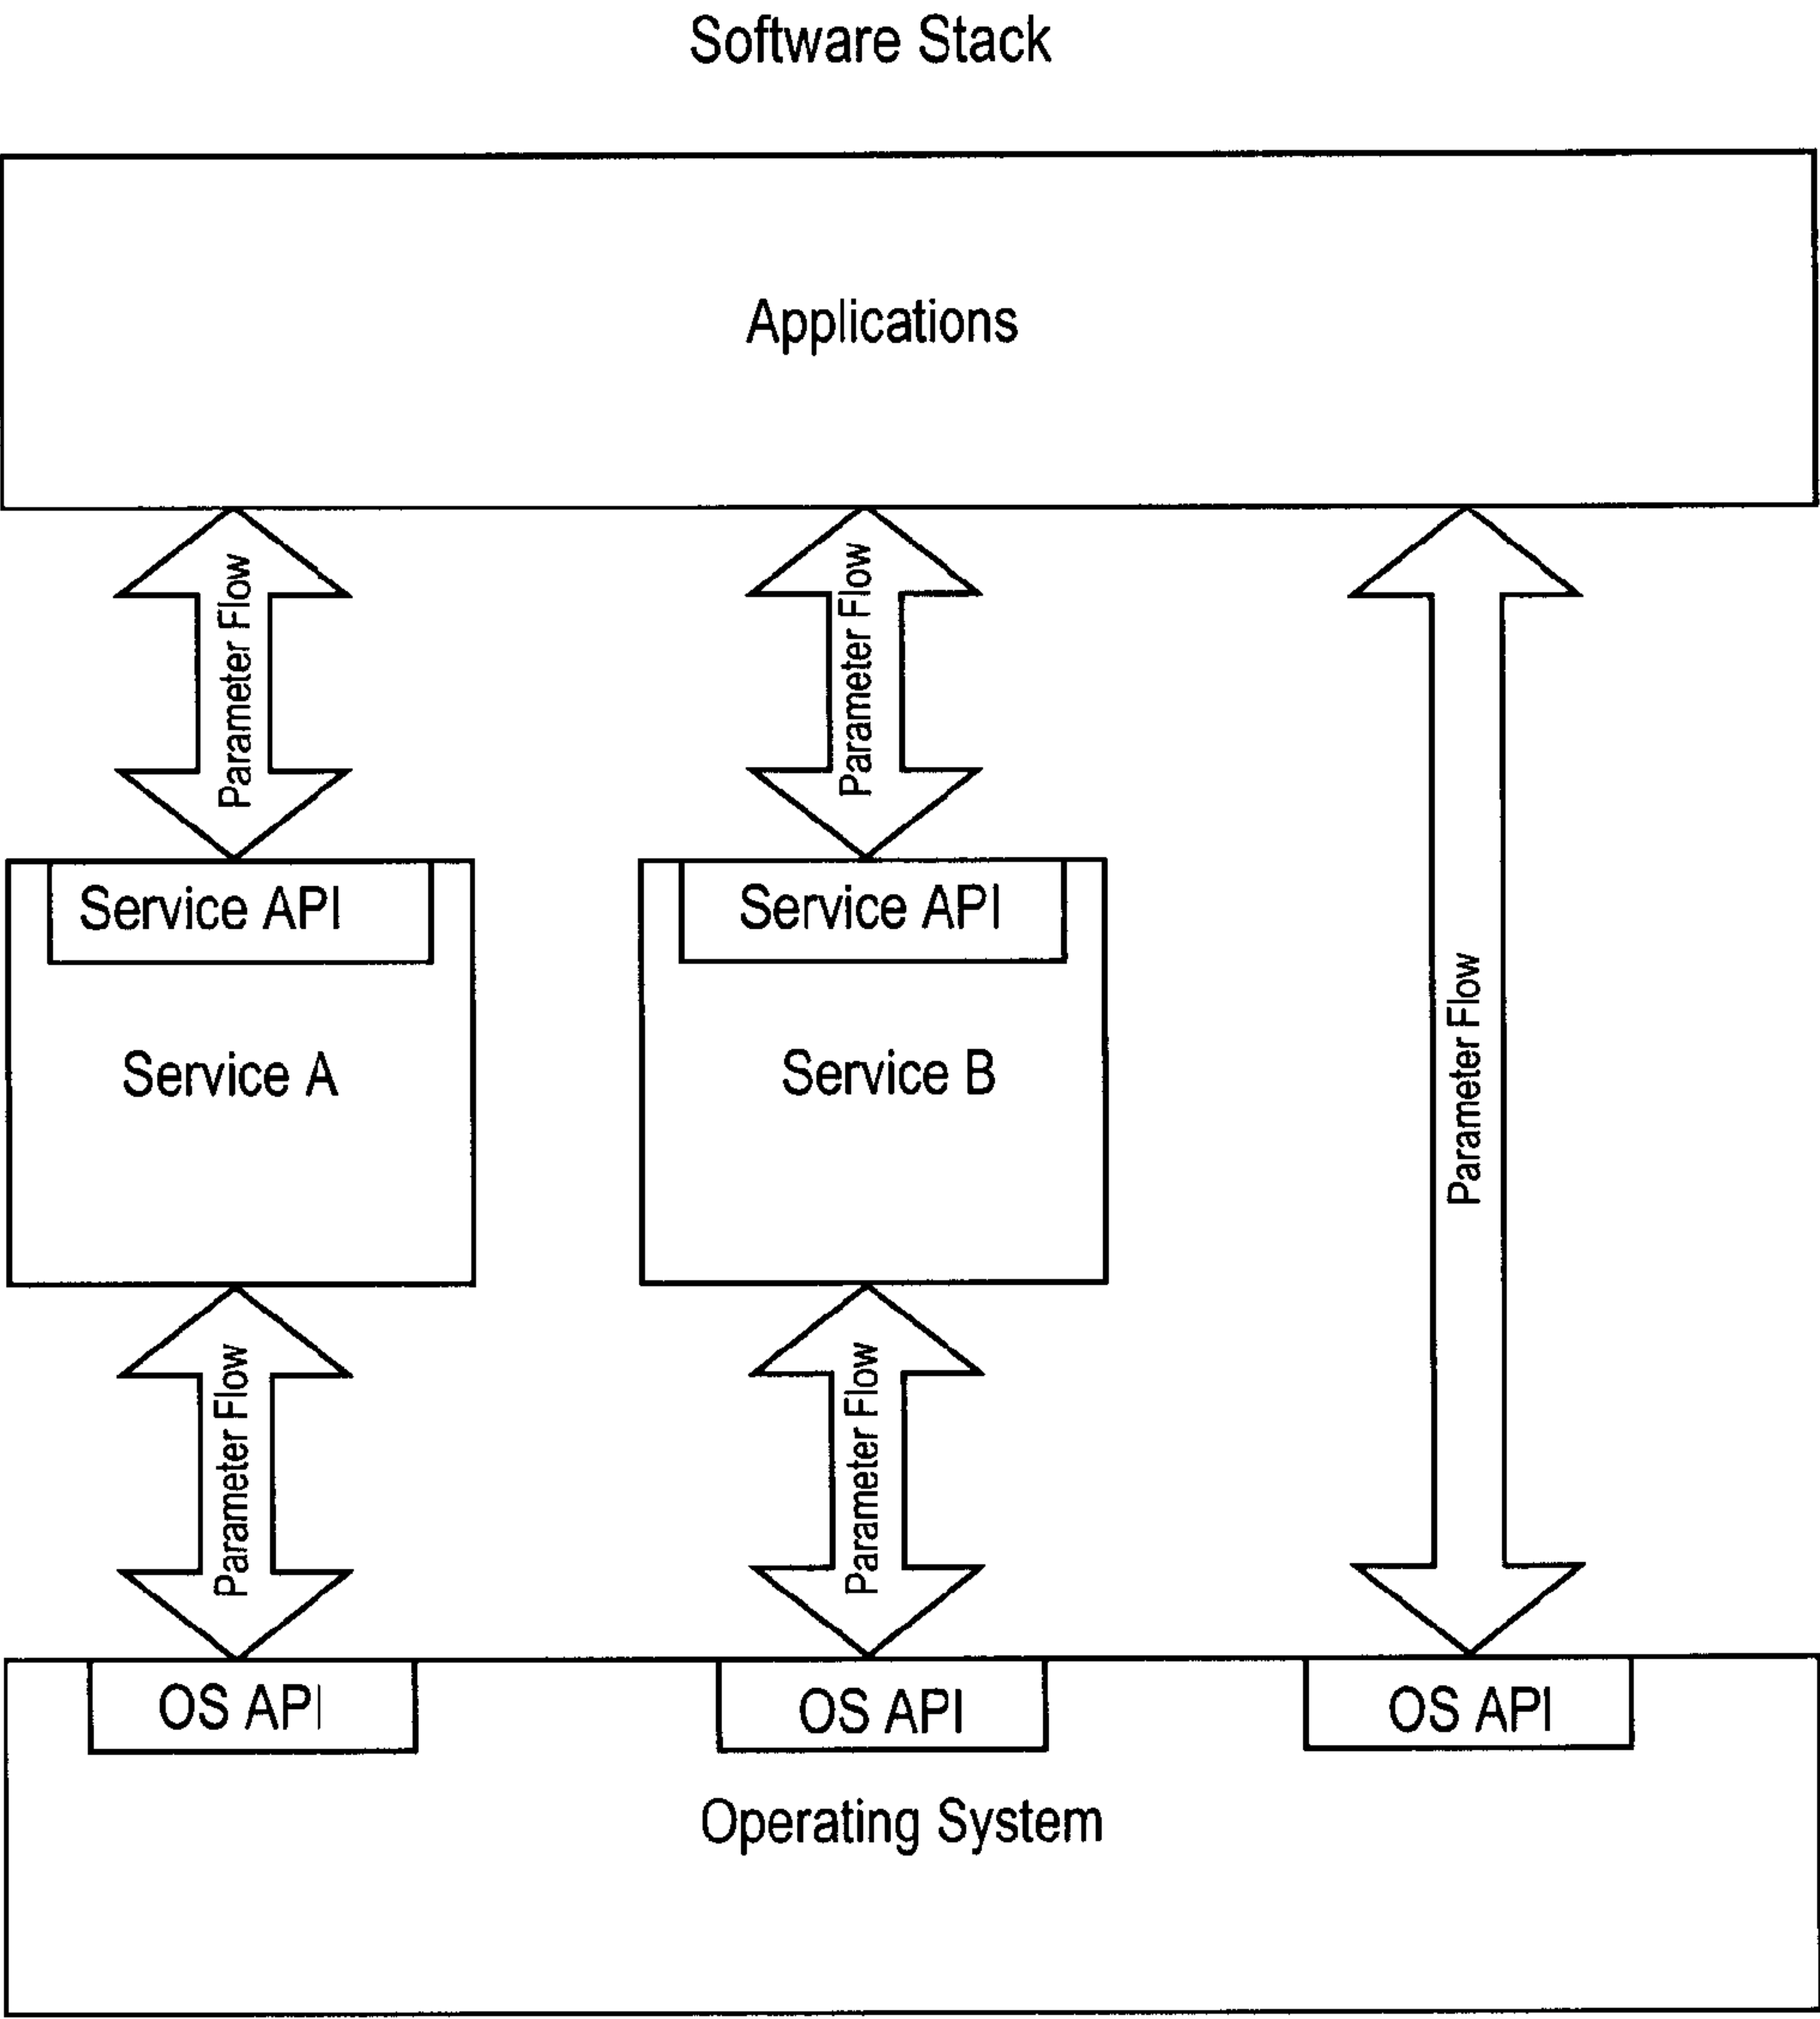 Software Stack
Applications
Parameter Flow
Parameter Flow
Parameter Flow
Service API
Service A
Service API
Service B
Parameter Flow
Parameter Flow
OS API
OS API
OS API
Operating System